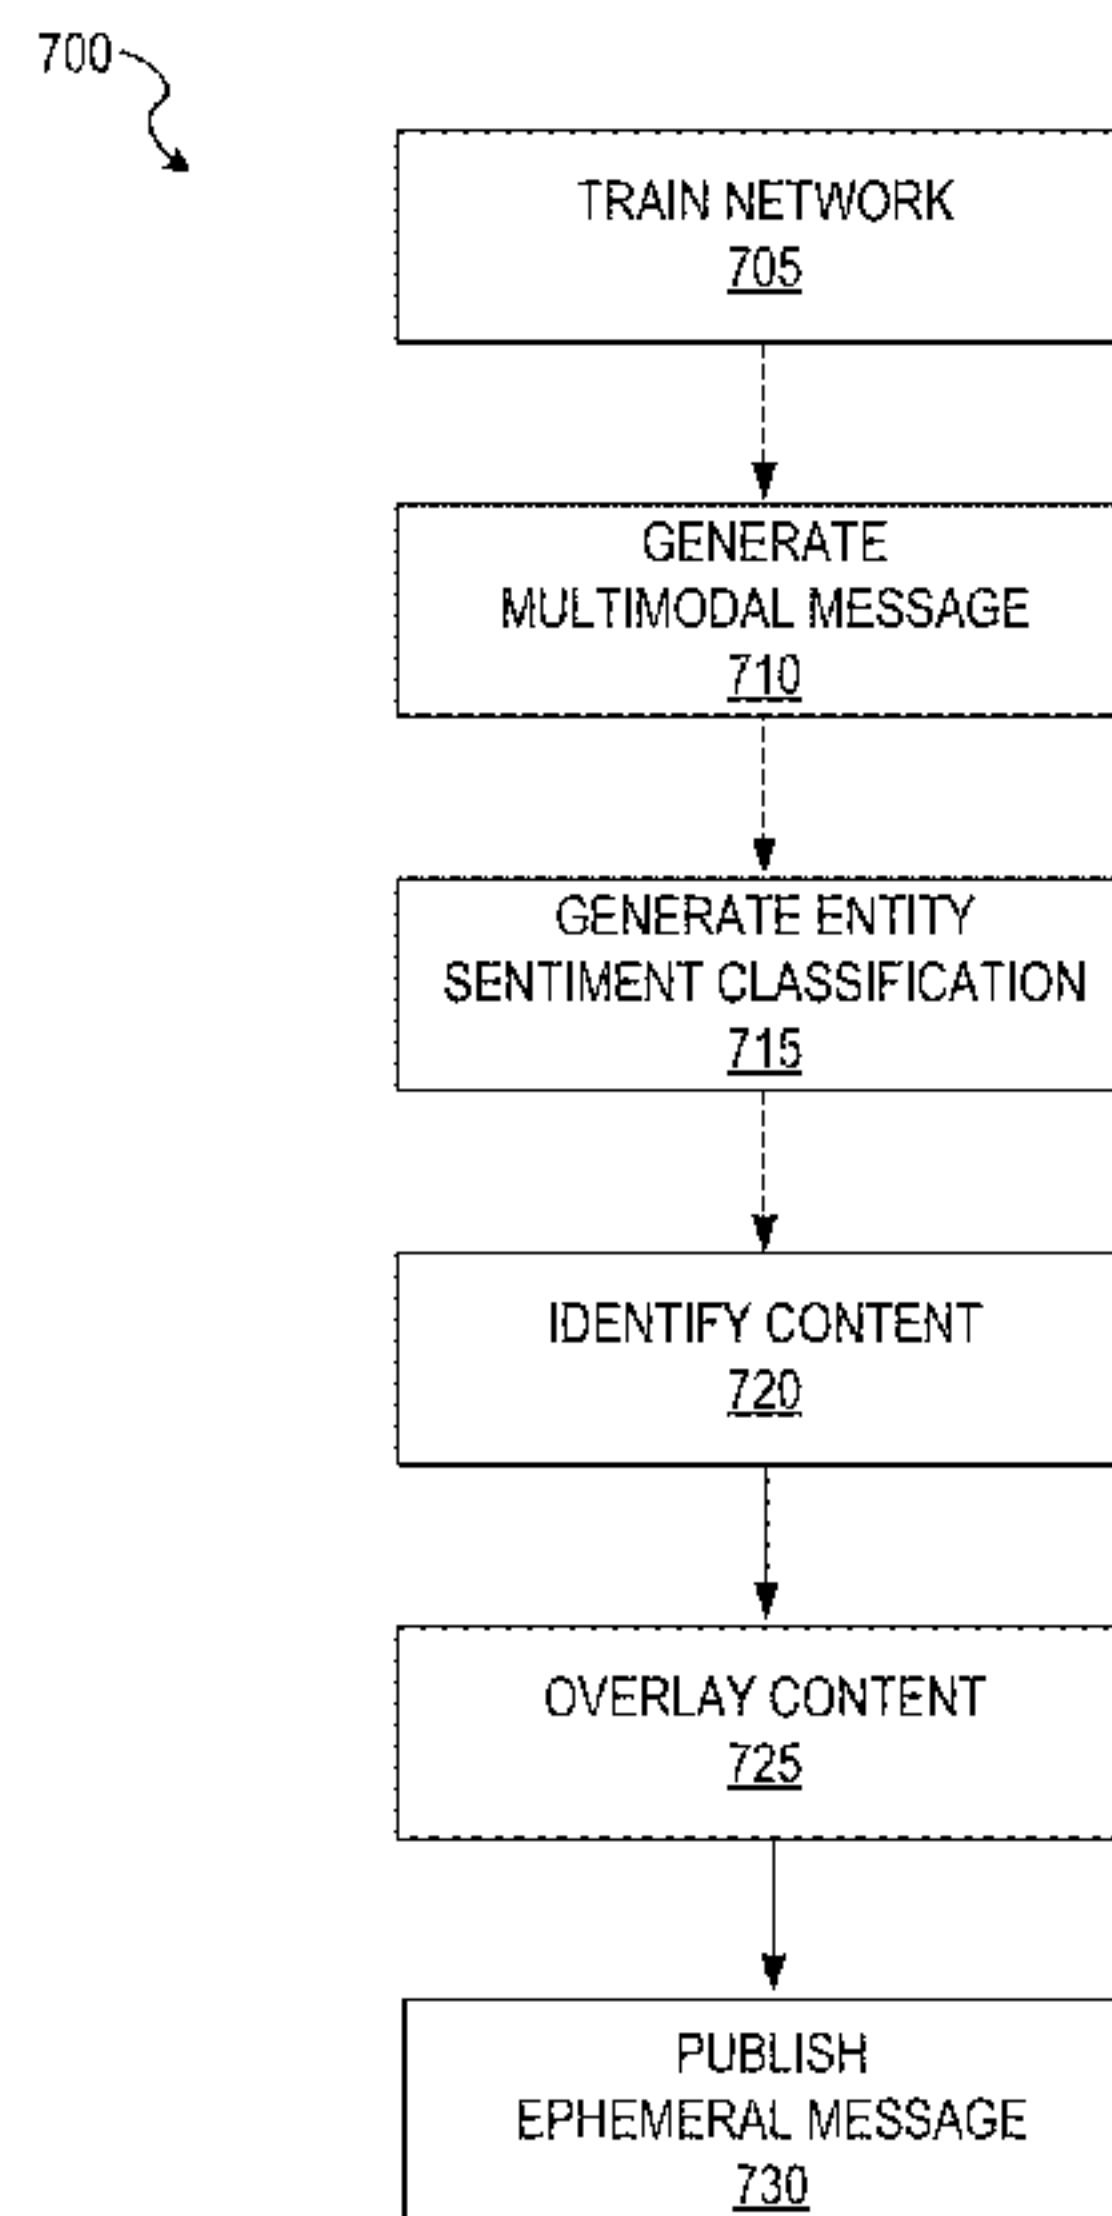 700
TRAIN NETWORK
705
GENERATE
MULTIMODAL MESSAGE
710
GENERATE ENTITY
SENTIMENT CLASSIFICATION
715
IDENTIFY CONTENT
720
OVERLAY CONTENT
725
PUBLISH
EPHEMERAL MESSAGE
730